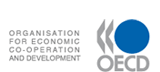 ORGANISATION
FOR ECONOMIC
CO-OPERATION
AND DEVELOPMENT
OECD